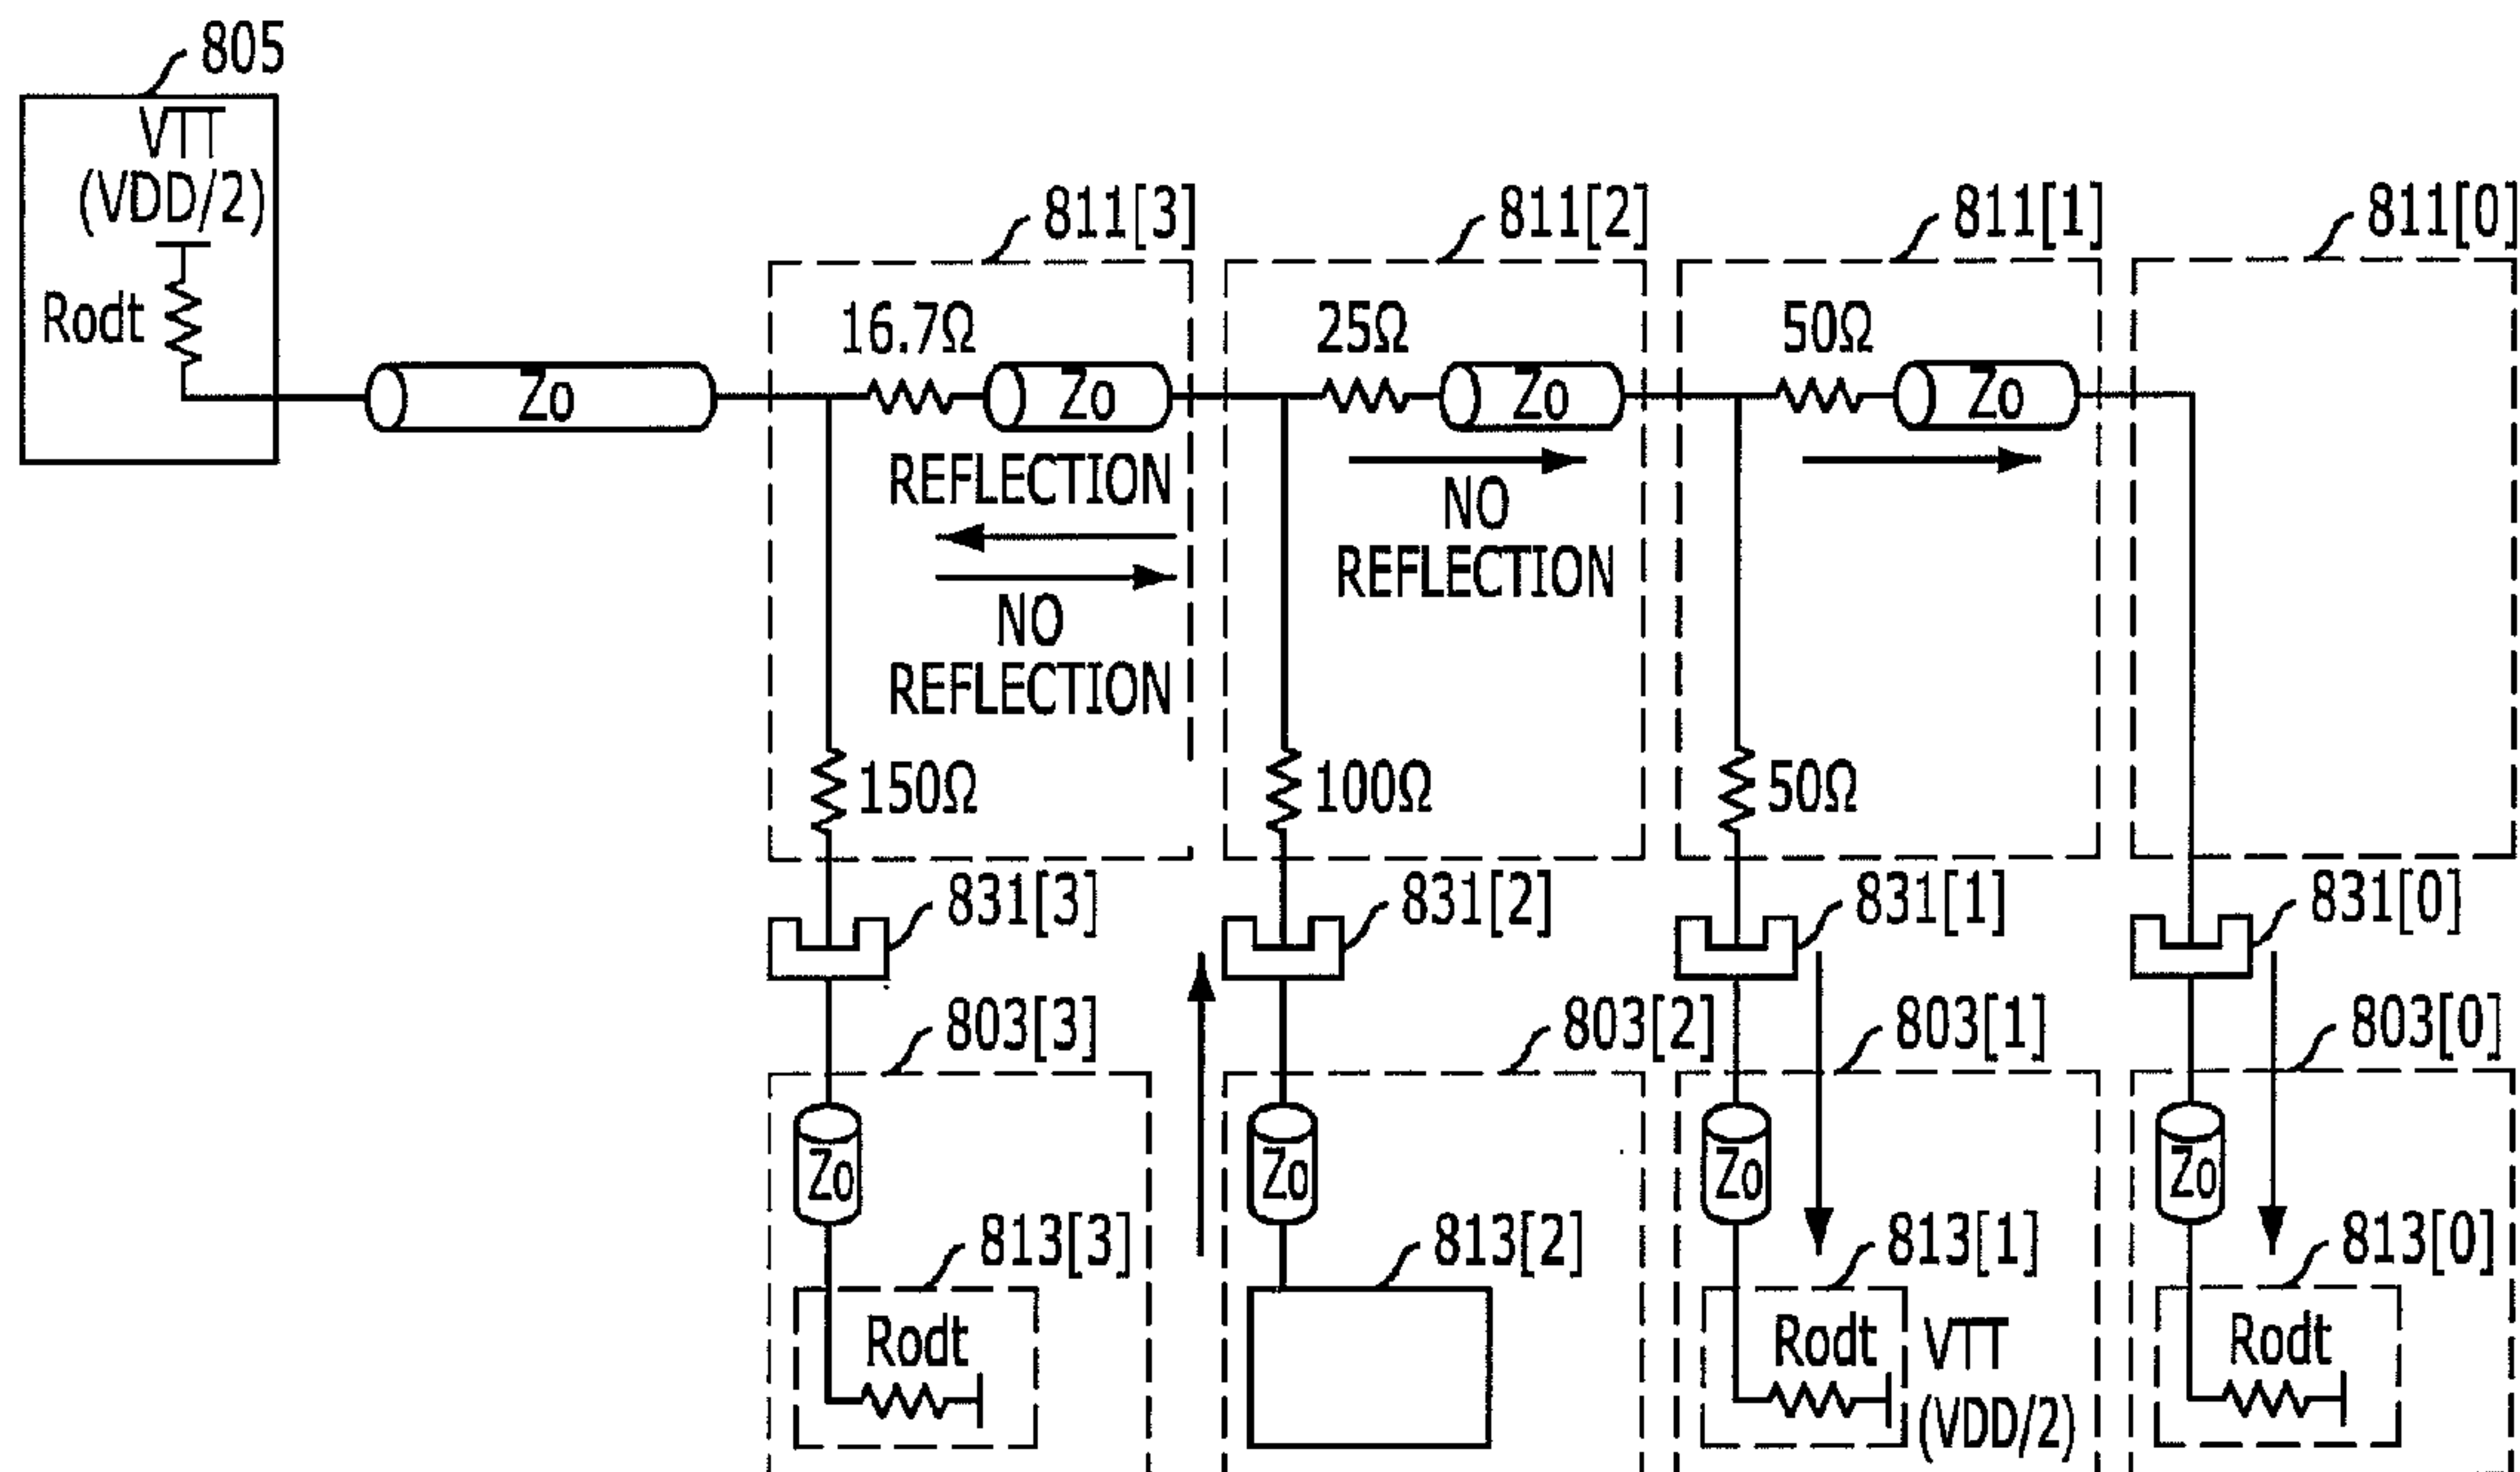 805
VTT
(VDD/2)
Rodt
Zo
811[3]
16.7Ω
Zo
REFLECTION
NO
REFLECTION
150Ω
811[2]
25Ω
Zo
NO
REFLECTION
100Ω
811[1]
50Ω
Zo
50Ω
811[0]
831[3]
831[2]
831[1]
831[0]
803[3]
803[2]
803[1]
803[0]
Zo
Zo
Zo
Zo
813[3]
813[2]
813[1]
813[0]
Rodt
Rodt
VTT
(VDD/2)
Rodt